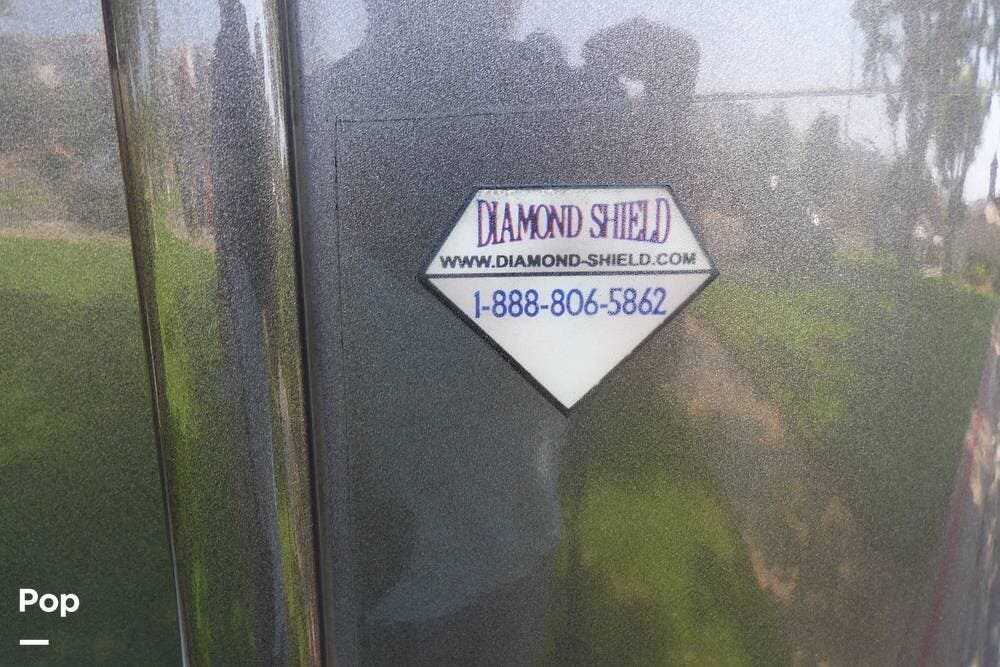 DIAMOND SHIELD
WWW.DIAMOND-SHIELD.COM
1-888-806-5862
Pop